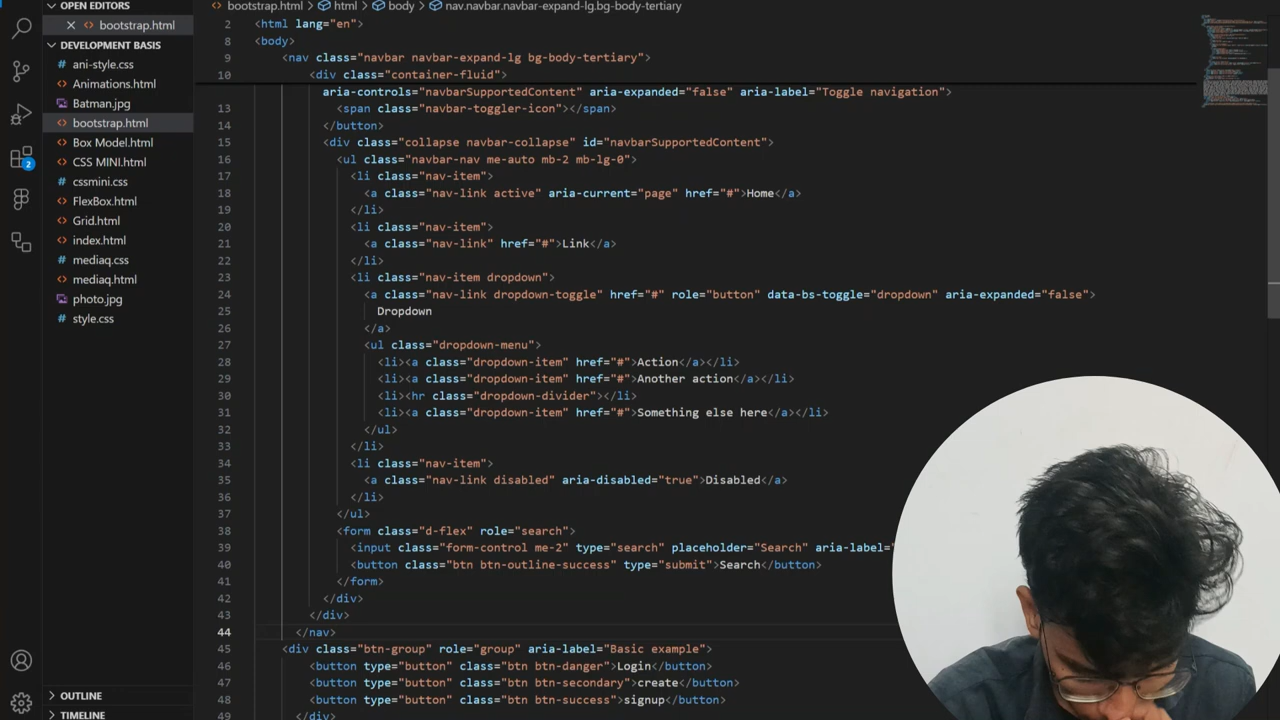 OPEN EDITORS
bootstrap.html
DEVELOPMENT BASIS
ani-style.css
Animations.html
Batman.jpg
bootstrap.html
Box Model.html
CSS MINI.html
cssmini.css
FlexBox.html
Grid.html
index.html
mediaq.css
mediaq.html
photo.jpg
style.css
OUTLINE
TIMELINE
2
bootstrap.html > html > body > nav.navbar.navbar-expand-lg.bg-body-tertiary
2 <html lang="en">
8 <body>
9 <nav class="navbar navbar-expand-lg bg-body-tertiary">
10 <div class="container-fluid">
aria-controls="navbarSupportedContent" aria-expanded="false" aria-label="Toggle navigation">
13 <span class="navbar-toggler-icon"></span>
14 </button>
15 <div class="collapse navbar-collapse" id="navbarSupportedContent">
16 <ul class="navbar-nav me-auto mb-2 mb-lg-0">
17 <li class="nav-item">
18 <a class="nav-link active" aria-current="page" href="#">Home</a>
19 </li>
20 <li class="nav-item">
21 <a class="nav-link" href="#">Link</a>
22 </li>
23 <li class="nav-item dropdown">
24 <a class="nav-link dropdown-toggle" href="#" role="button" data-bs-toggle="dropdown" aria-expanded="false">
25 Dropdown
26 </a>
27 <ul class="dropdown-menu">
28 <li><a class="dropdown-item" href="#">Action</a></li>
29 <li><a class="dropdown-item" href="#">Another action</a></li>
30 <li><hr class="dropdown-divider"></li>
31 <li><a class="dropdown-item" href="#">Something else here</a></li>
32 </ul>
33 </li>
34 <li class="nav-item">
35 <a class="nav-link disabled" aria-disabled="true">Disabled</a>
36 </li>
37 </ul>
38 <form class="d-flex" role="search">
39 <input class="form-control me-2" type="search" placeholder="Search" aria-label="
40 <button class="btn btn-outline-success" type="submit">Search</button>
41 </form>
42 </div>
43 </div>
44 </nav>
45 <div class="btn-group" role="group" aria-label="Basic example">
46 <button type="button" class="btn btn-danger">Login</button>
47 <button type="button" class="btn btn-secondary">create</button>
48 <button type="button" class="btn btn-success">signup</button>
49 </div>